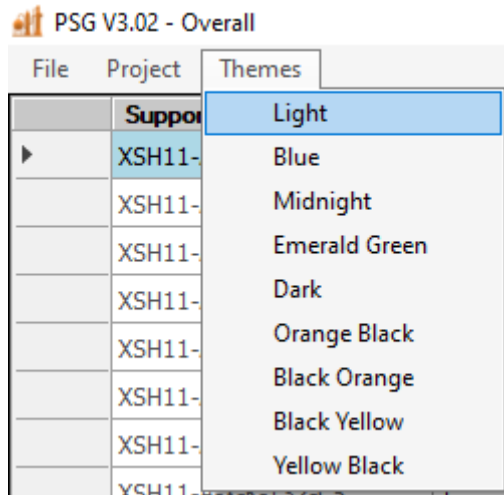 PSG V3.02 - Overall
File Project Themes
Light
Blue
Midnight
Emerald Green
Dark
Orange Black
Black Orange
Black Yellow
Yellow Black
Suppor
XSH11-
XSH11-
XSH11-
XSH11-
XSH11-
XSH11-
XSH11-